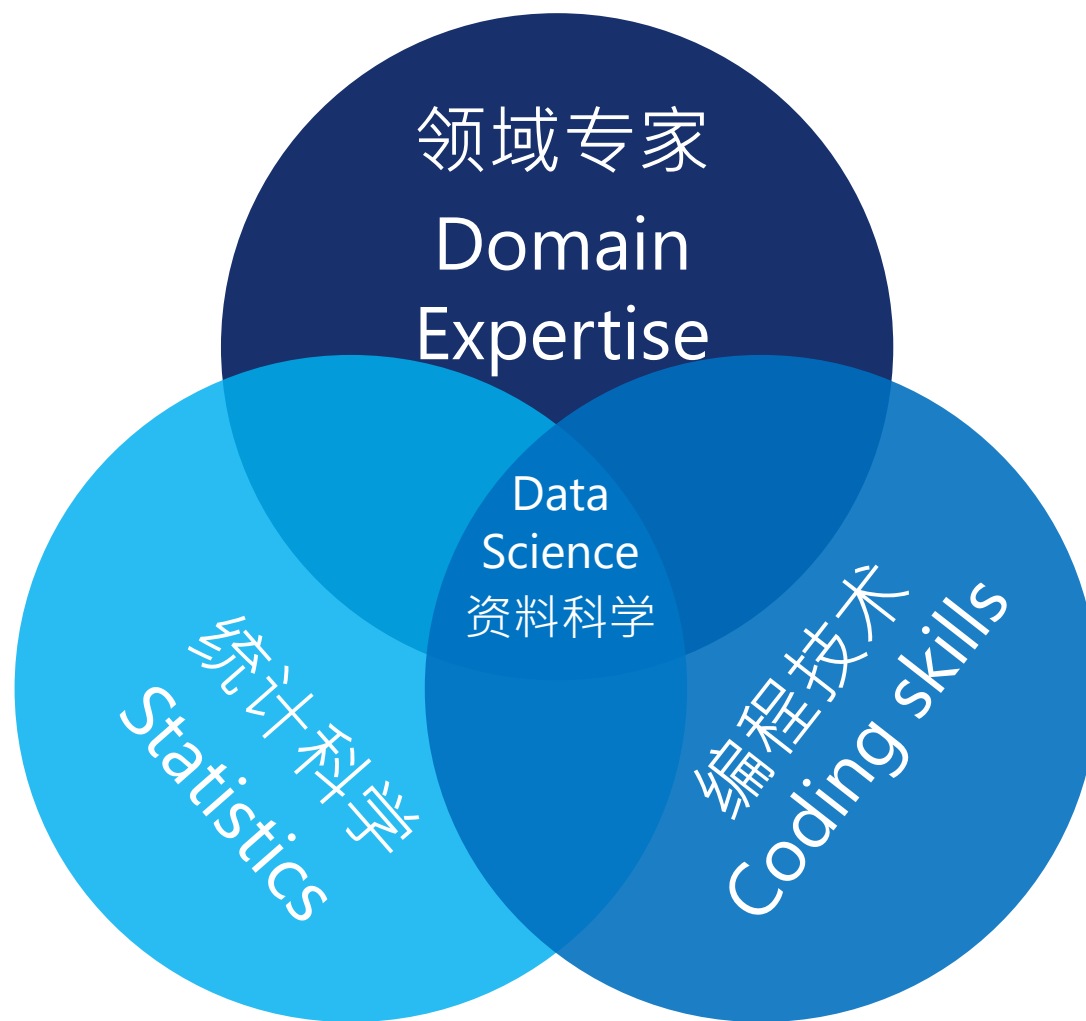 领域专家
Domain
Expertise
Data
Science
资料科学
统计科学
Statistics
编程技术
Coding skills